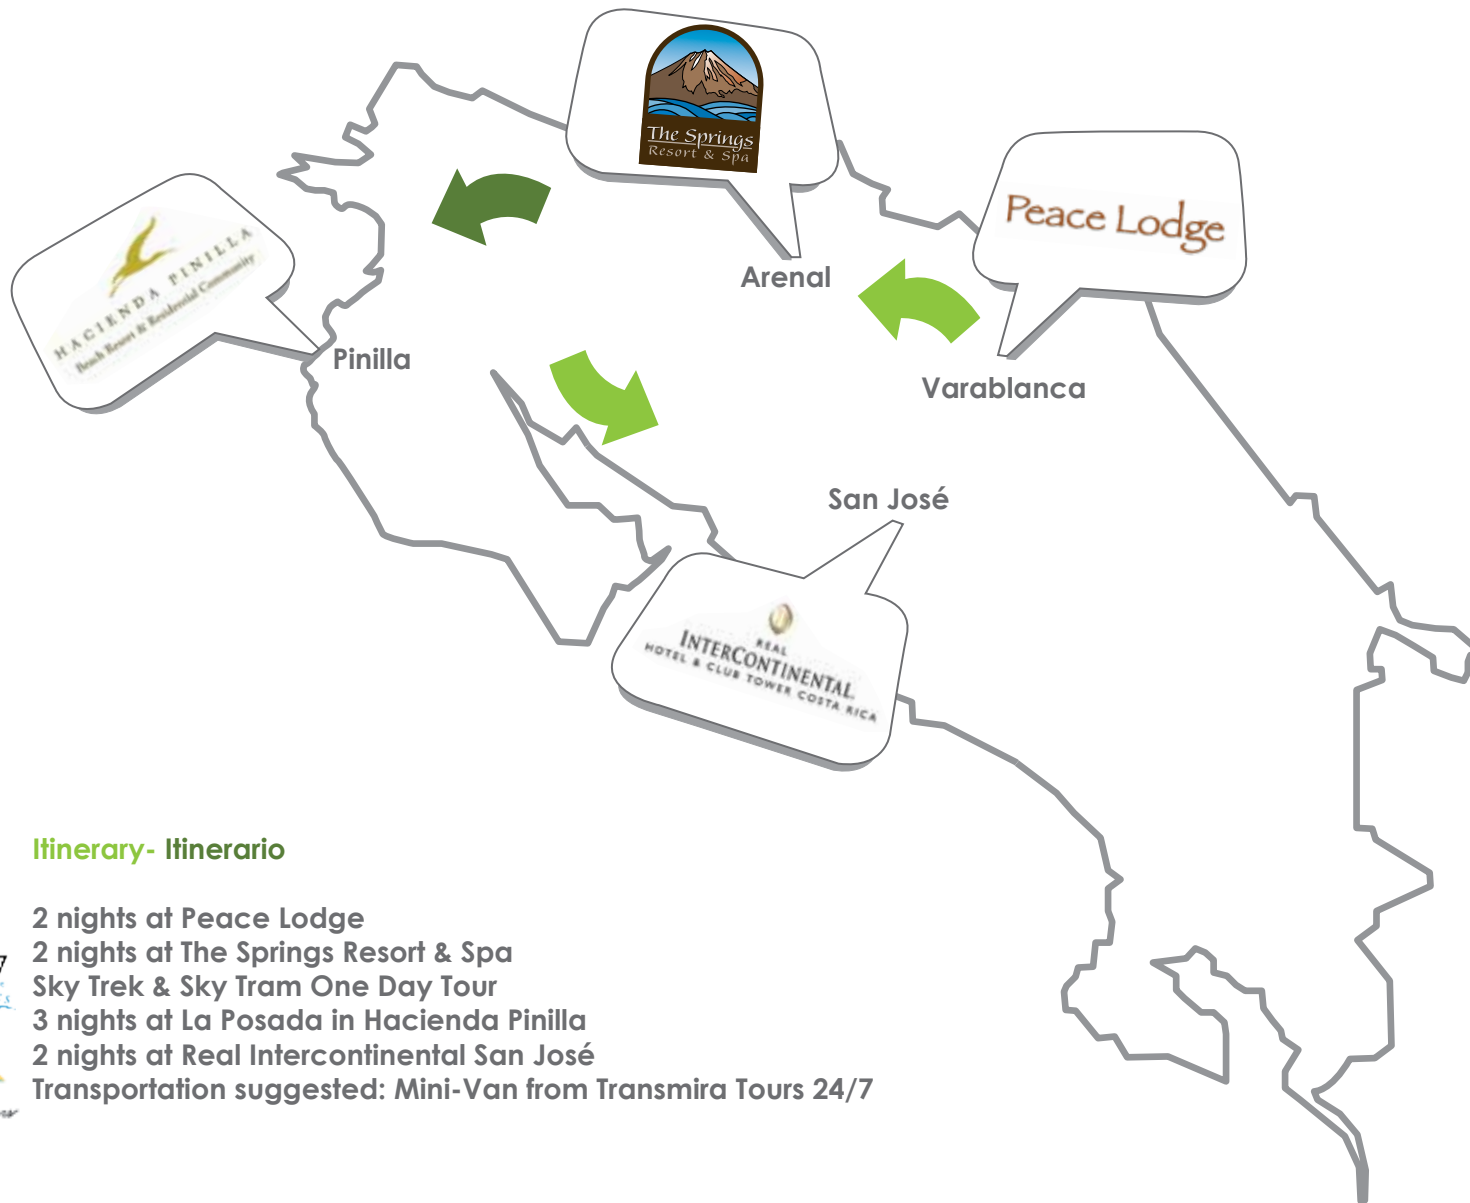 The Springs
Resort & Spa
Peace Lodge
HACIENDA PINILLA
Beach Resort & Residential Community
Arenal
Pinilla
Varablanca
San José
REAL
INTERCONTINENTAL
HOTEL & CLUB TOWER COSTA RICA
Itinerary- Itinerario
2 nights at Peace Lodge
2 nights at The Springs Resort & Spa
Sky Trek & Sky Tram One Day Tour
3 nights at La Posada in Hacienda Pinilla
2 nights at Real Intercontinental San José
Transportation suggested: Mini-Van from Transmira Tours 24/7